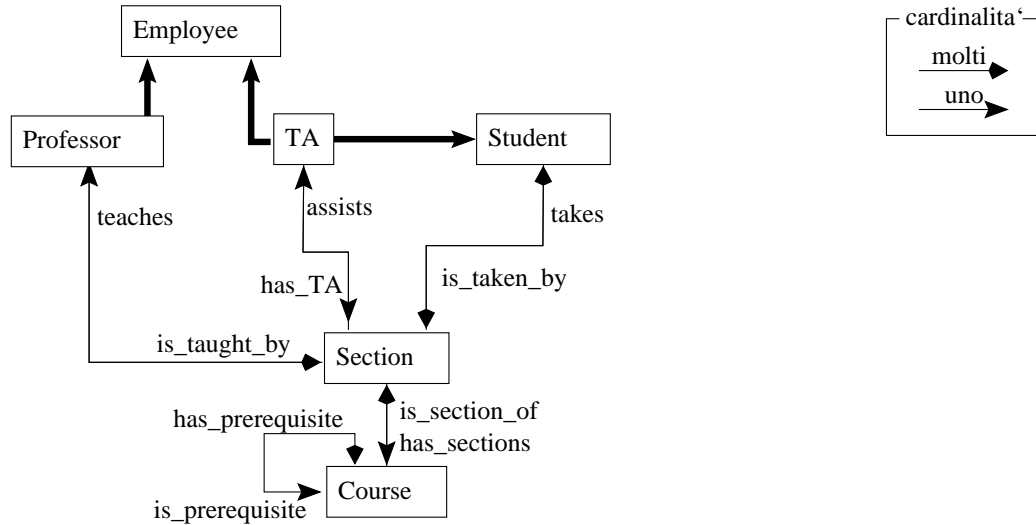 Employee
cardinalita‘
molti
uno
Professor
TA
Student
teaches
assists
takes
has_TA
is_taken_by
is_taught_by
Section
has_prerequisite
is_section_of
has_sections
Course
is_prerequisite